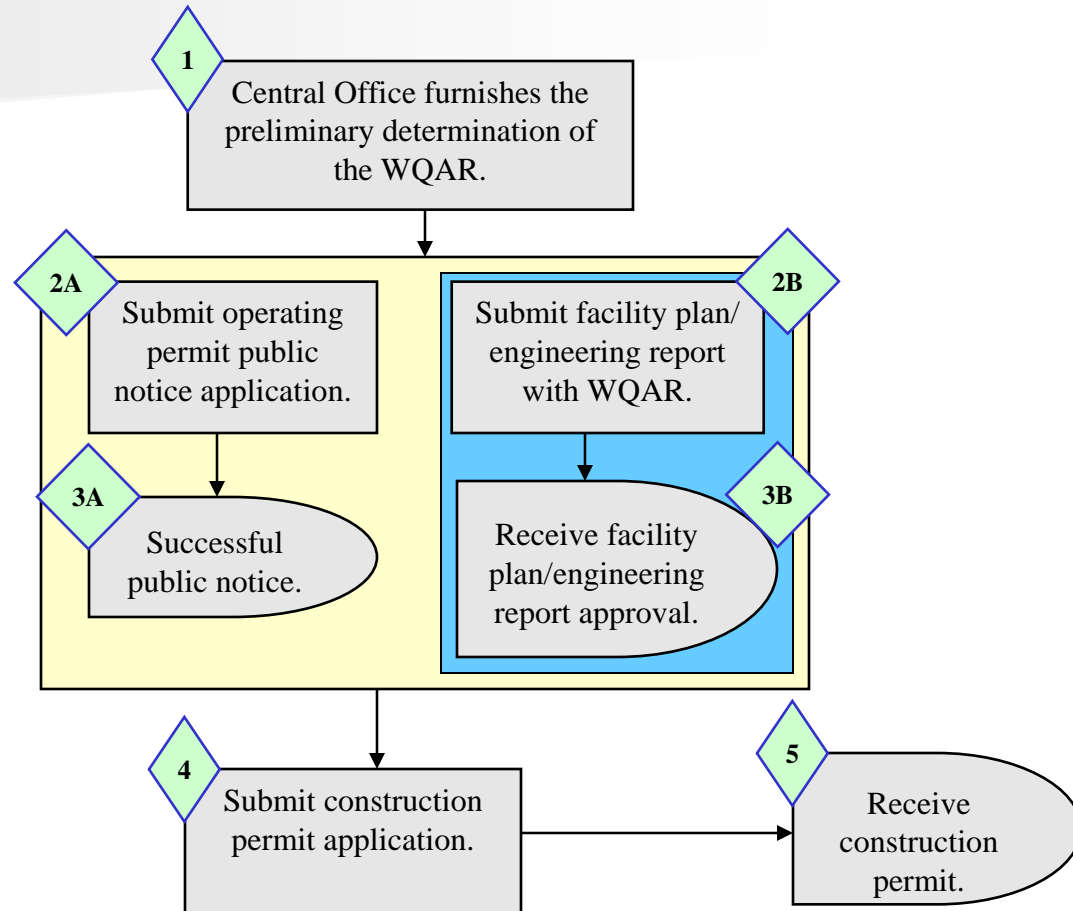 1
Central Office furnishes the
preliminary determination of
the WQAR.
2A
Submit operating
permit public
notice application.
2B
Submit facility plan/
engineering report
with WQAR.
3A
Successful
public notice.
3B
Receive facility
plan/engineering
report approval.
4
Submit construction
permit application.
5
Receive
construction
permit.